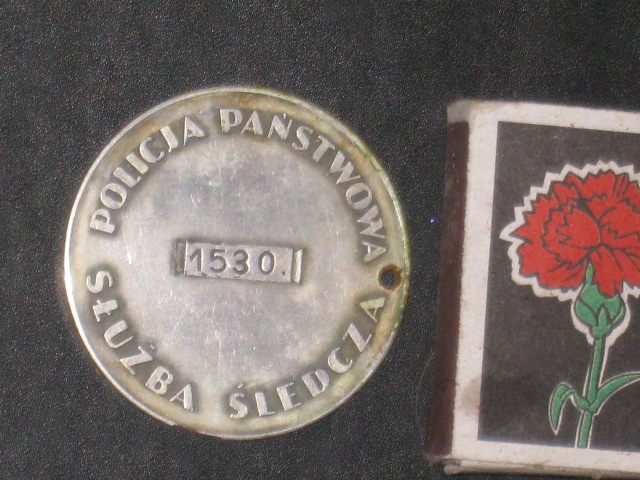 POLICJA PAŃSTWOWA
1530.
SŁUŻBA ŚLEDCZA